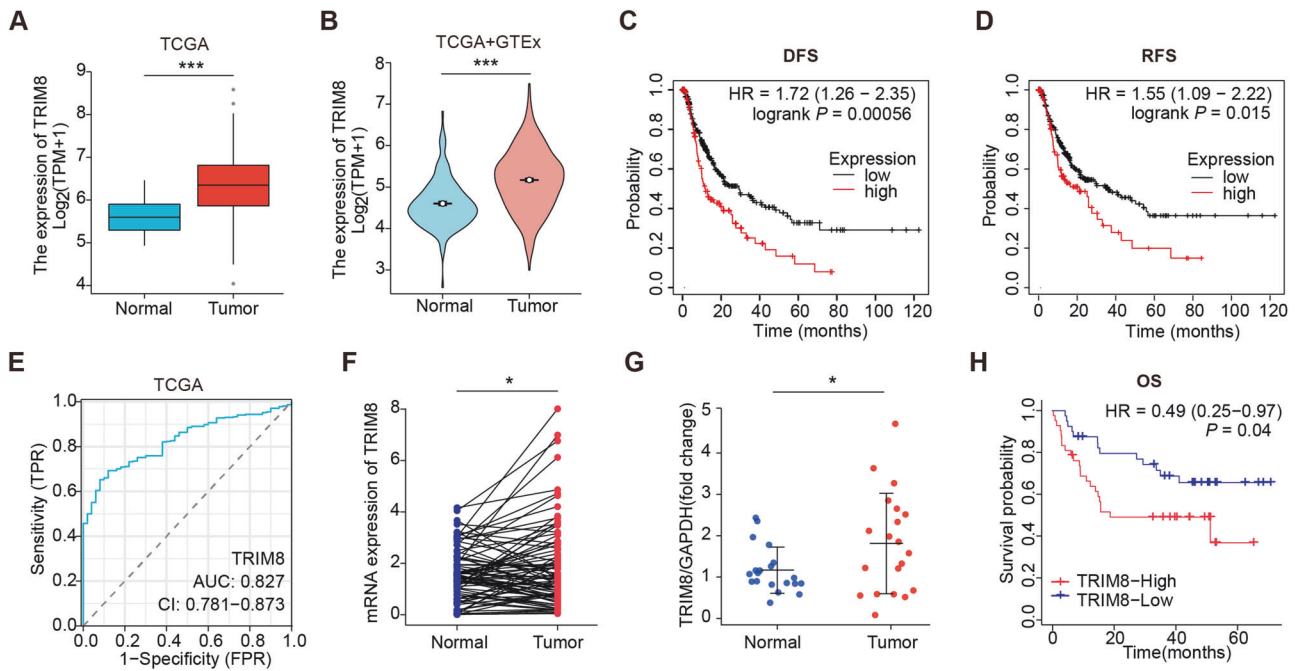 A
TCGA
***
The expression of TRIM8
Log2(TPM+1)
9
8
7
6
5
4
Normal
Tumor
B
TCGA+GTEx
***
The expression of TRIM8
Log2(TPM+1)
8
7
6
5
4
3
Normal
Tumor
C
DFS
HR = 1.72 (1.26 − 2.35)
logrank P = 0.00056
Expression
low
high
Probability
1.0
0.8
0.6
0.4
0.2
0.0
0 20 40 60 80 100 120
Time (months)
D
RFS
HR = 1.55 (1.09 − 2.22)
logrank P = 0.015
Expression
low
high
Probability
1.0
0.8
0.6
0.4
0.2
0.0
0 20 40 60 80 100 120
Time (months)
E
TCGA
Sensitivity (TPR)
1.0
0.8
0.6
0.4
0.2
0.0
TRIM8
AUC: 0.827
CI: 0.781−0.873
0.0 0.2 0.4 0.6 0.8 1.0
1-Specificity (FPR)
F
*
mRNA expression of TRIM8
8
6
4
2
0
Normal
Tumor
G
*
TRIM8/GAPDH(fold change)
5
4
3
2
1
0
Normal
Tumor
H
OS
HR = 0.49 (0.25−0.97)
P = 0.04
Survival probability
1.0
0.8
0.6
0.4
0.2
0.0
TRIM8−High
TRIM8−Low
0 20 40 60
Time(months)